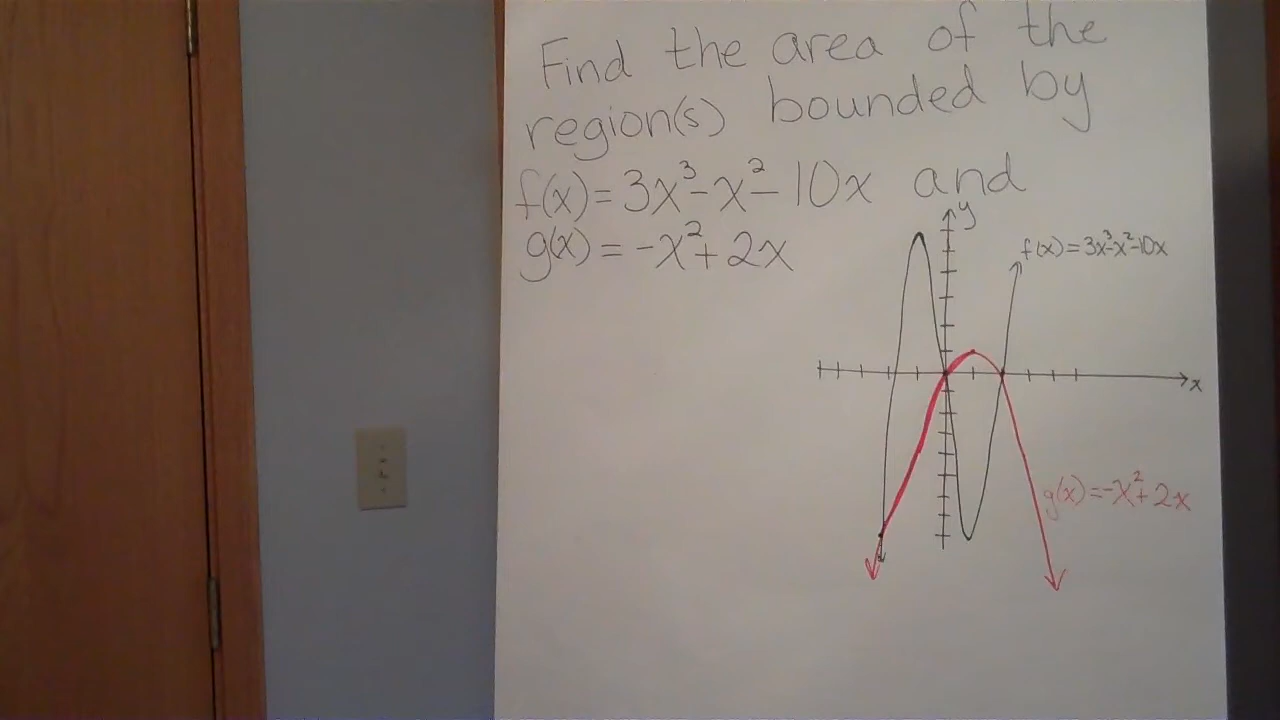 Find the area of the
region(s) bounded by
f(x) = 3x³-x²-10x and
g(x) = -x²+2x
y
f(x) = 3x³-x²-10x
x
g(x) = -x²+2x